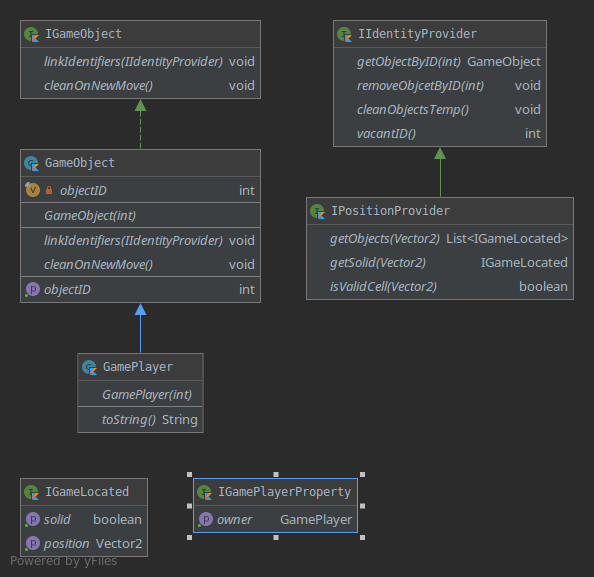 IGameObject
linkIdentifiers(IIdentityProvider) void
cleanOnNewMove() void
IIdentityProvider
getObjectByID(int) GameObject
removeObjcetByID(int) void
cleanObjectsTemp() void
vacantID() int
GameObject
objectID int
GameObject(int)
linkIdentifiers(IIdentityProvider) void
cleanOnNewMove() void
objectID int
IPositionProvider
getObjects(Vector2) List<IGameLocated>
getSolid(Vector2) IGameLocated
isValidCell(Vector2) boolean
GamePlayer
GamePlayer(int)
toString() String
IGameLocated
solid boolean
position Vector2
IGamePlayerProperty
owner GamePlayer
Powered by yFiles